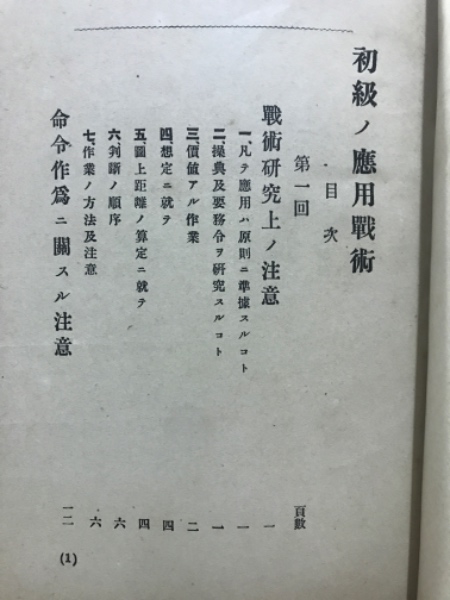 初級ノ應用戰術
目次
第一回
頁數
戰術研究上ノ注意 一
一、凡テ應用ハ原則ニ準據スルコト 一
二、操典及要務令ヲ研究スルコト 一
三、價値アル作業 二
四、想定ニ就テ 四
五、圖上距離ノ算定ニ就テ 四
六、判斷ノ順序 六
七、作業ノ方法及注意 六
命令作爲ニ關スル注意 一二
(1)